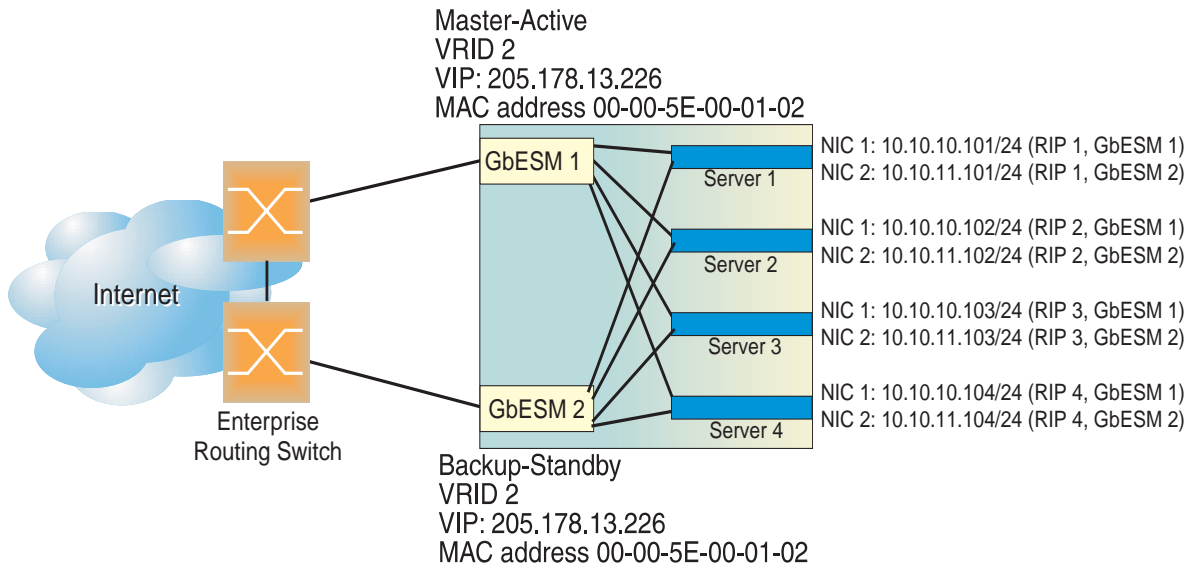 Master-Active
VRID 2
VIP: 205.178.13.226
MAC address 00-00-5E-00-01-02
GbESM 1
Server 1
NIC 1: 10.10.10.101/24 (RIP 1, GbESM 1)
NIC 2: 10.10.11.101/24 (RIP 1, GbESM 2)
Server 2
NIC 1: 10.10.10.102/24 (RIP 2, GbESM 1)
NIC 2: 10.10.11.102/24 (RIP 2, GbESM 2)
Internet
Server 3
NIC 1: 10.10.10.103/24 (RIP 3, GbESM 1)
NIC 2: 10.10.11.103/24 (RIP 3, GbESM 2)
GbESM 2
Server 4
NIC 1: 10.10.10.104/24 (RIP 4, GbESM 1)
NIC 2: 10.10.11.104/24 (RIP 4, GbESM 2)
Enterprise
Routing Switch
Backup-Standby
VRID 2
VIP: 205.178.13.226
MAC address 00-00-5E-00-01-02